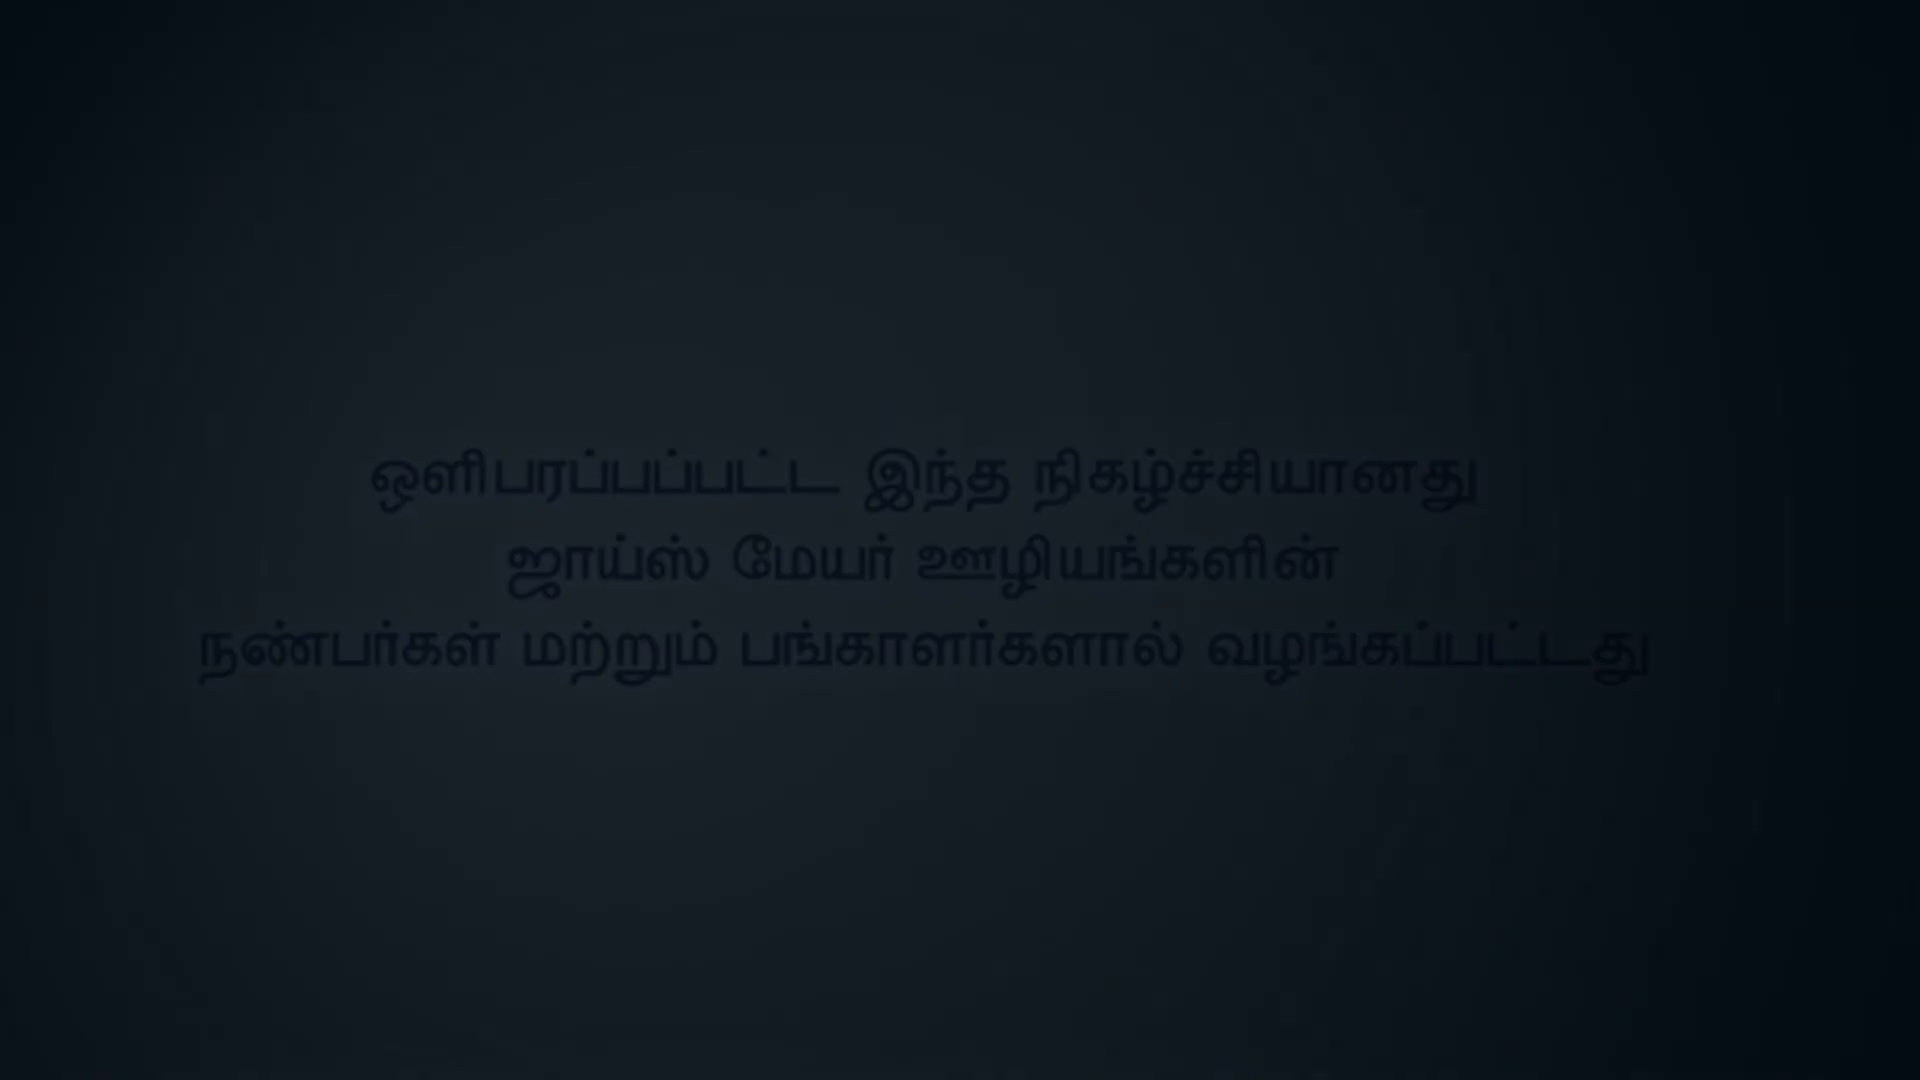 ஒளிபரப்பப்பட்ட இந்த நிகழ்ச்சியானது
ஜாய்ஸ் மேயர் ஊழியங்களின்
நண்பர்கள் மற்றும் பங்காளர்களால் வழங்கப்பட்டது